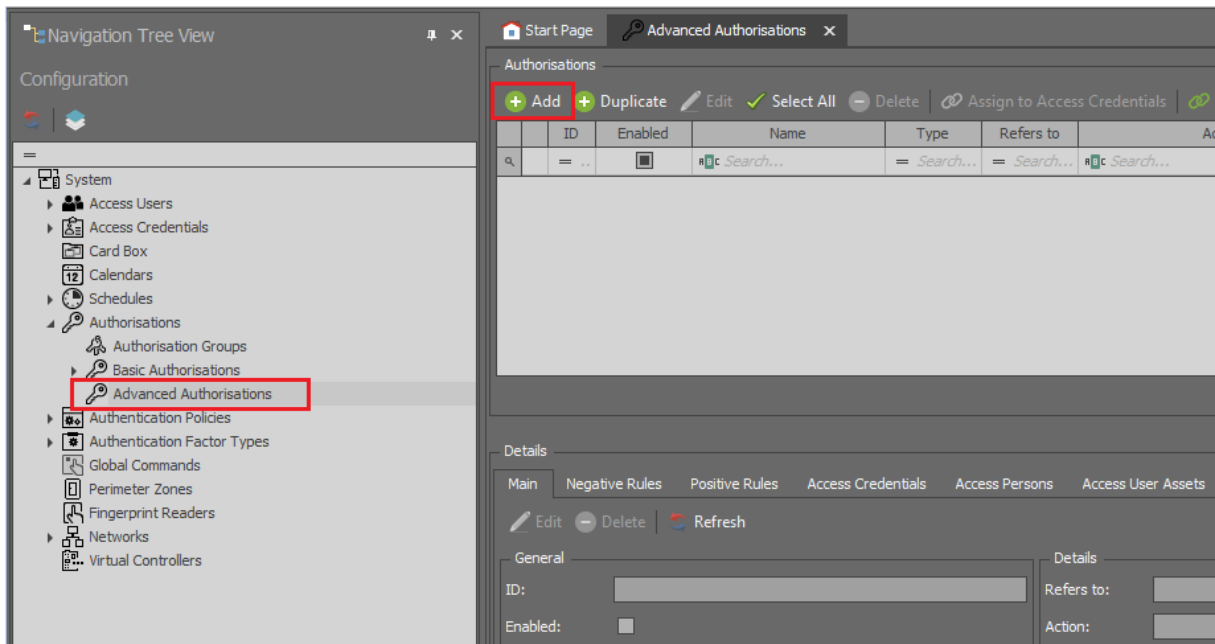 Navigation Tree View
Start Page
Advanced Authorisations
Configuration
Authorisations
Add Duplicate Edit Select All Delete Assign to Access Credentials
ID Enabled Name Type Refers to
= .. ABC Search... = Search... = Search... ABC Search...
=
System
Access Users
Access Credentials
Card Box
12 Calendars
Schedules
Authorisations
Authorisation Groups
Basic Authorisations
Advanced Authorisations
Authentication Policies
Authentication Factor Types
Global Commands
Perimeter Zones
Fingerprint Readers
Networks
Virtual Controllers
Details
Main Negative Rules Positive Rules Access Credentials Access Persons Access User Assets
Edit Delete Refresh
General
Details
ID:
Refers to:
Enabled:
Action: